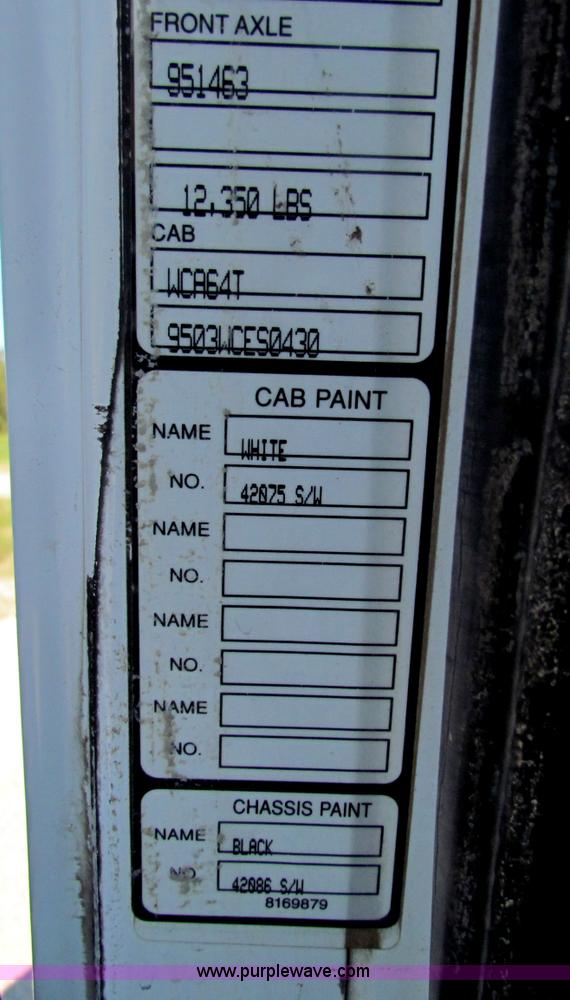 FRONT AXLE
951463
12,350 LBS
CAB
WCA64T
9503WCES0430
CAB PAINT
NAME WHITE
NO. 42075 S/W
NAME
NO.
NAME
NO.
NAME
NO.
CHASSIS PAINT
NAME BLACK
NO. 42086 S/W
8169879
www.purplewave.com